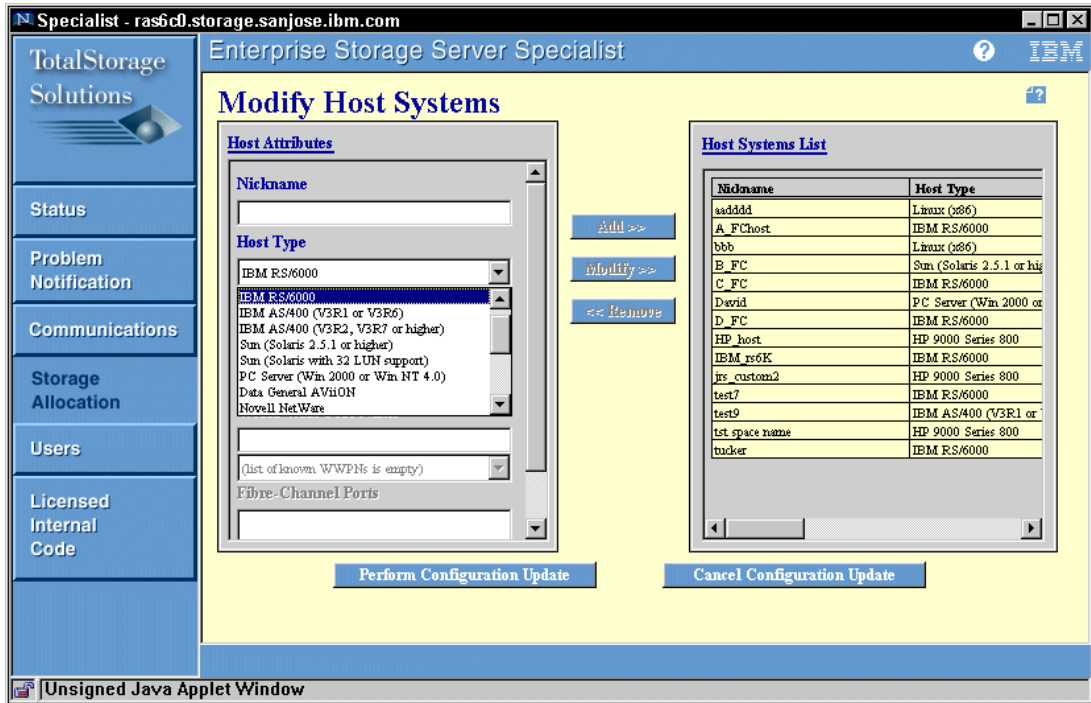 Specialist - ras6c0.storage.sanjose.ibm.com
TotalStorage
Solutions
Enterprise Storage Server Specialist
?
IBM
Status
Problem
Notification
Communications
Storage
Allocation
Users
Licensed
Internal
Code
Modify Host Systems
?
Host Attributes
Nickname
Host Type
IBM RS/6000
IBM RS/6000
IBM AS/400 (V3R1 or V3R6)
IBM AS/400 (V3R2, V3R7 or higher)
Sun (Solaris 2.5.1 or higher)
Sun (Solaris with 32 LUN support)
PC Server (Win 2000 or Win NT 4.0)
Data General AViiON
Novell NetWare
(list of known WWPNs is empty)
Fibre-Channel Ports
Add >>
Modify >>
<< Remove
Host Systems List
Nickname Host Type
aadddd Linux (x86)
A_FChost IBM RS/6000
bbb Linux (x86)
B_FC Sun (Solaris 2.5.1 or hig
C_FC IBM RS/6000
David PC Server (Win 2000 or
D_FC IBM RS/6000
HP_host HP 9000 Series 800
IBM_rs6K IBM RS/6000
jrs_custom2 HP 9000 Series 800
test7 IBM RS/6000
test9 IBM AS/400 (V3R1 or
tst space name HP 9000 Series 800
tucker IBM RS/6000
Perform Configuration Update
Cancel Configuration Update
Unsigned Java Applet Window